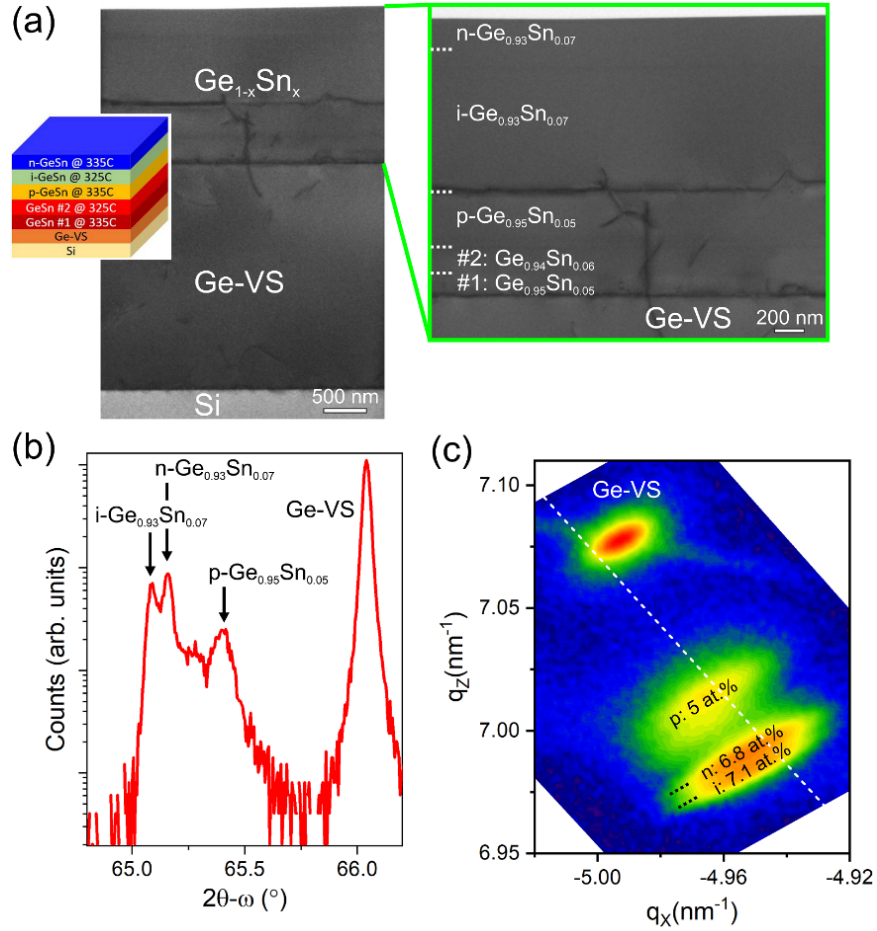 (a)
Ge₁₋ₓSnₓ
n-GeSn @ 335C
i-GeSn @ 325C
p-GeSn @ 335C
GeSn #2 @ 325C
GeSn #1 @ 335C
Ge-VS
Si
Ge-VS
Si
500 nm
n-Ge₀.₉₃Sn₀.₀₇
i-Ge₀.₉₃Sn₀.₀₇
p-Ge₀.₉₅Sn₀.₀₅
#2: Ge₀.₉₄Sn₀.₀₆
#1: Ge₀.₉₅Sn₀.₀₅
Ge-VS
200 nm
(b)
n-Ge₀.₉₃Sn₀.₀₇
i-Ge₀.₉₃Sn₀.₀₇
Ge-VS
p-Ge₀.₉₅Sn₀.₀₅
Counts (arb. units)
65.0
65.5
66.0
2θ-ω (°)
(c)
Ge-VS
7.10
7.05
7.00
6.95
qZ(nm⁻¹)
p: 5 at.%
n: 6.8 at.%
i: 7.1 at.%
-5.00
-4.96
-4.92
qX(nm⁻¹)